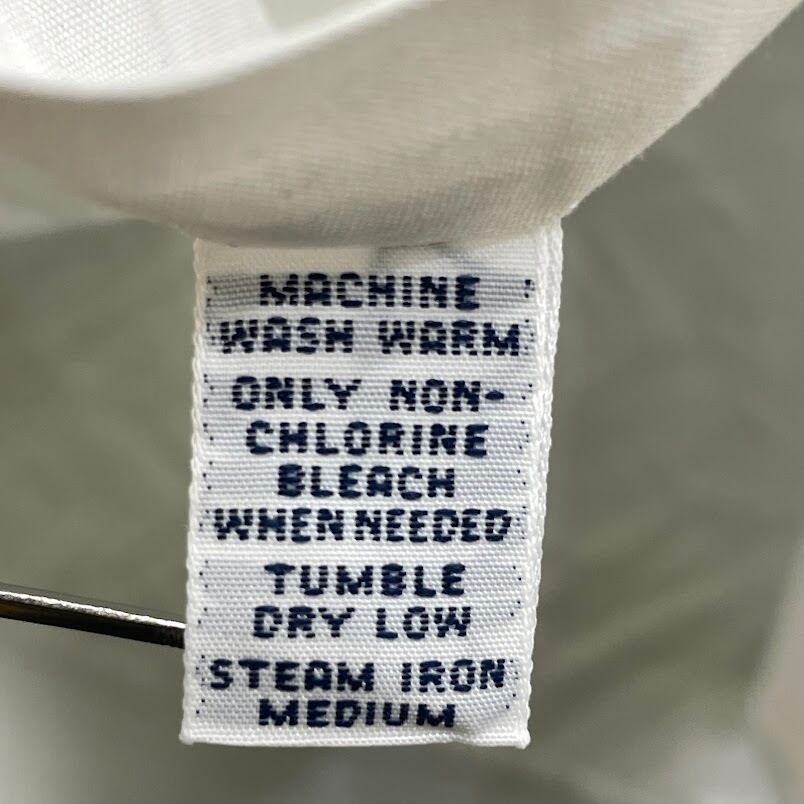 MACHINE
WASH WARM
ONLY NON-
CHLORINE
BLEACH
WHEN NEEDED
TUMBLE
DRY LOW
STEAM IRON
MEDIUM